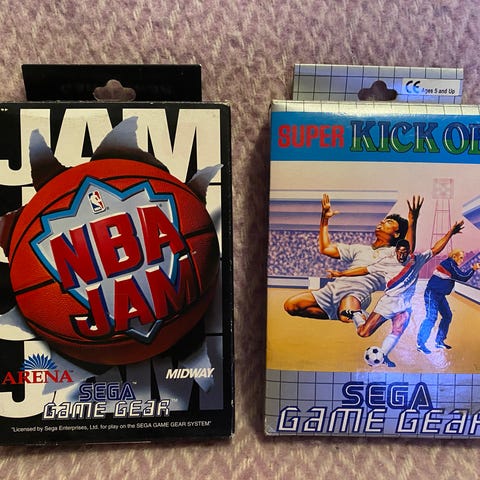 JAM
NBA
JAM
ARENA
MIDWAY
SEGA
GAME GEAR™
"Licensed by Sega Enterprises, Ltd. for play on the SEGA GAME GEAR SYSTEM"
CE Ages 5 and Up
SUPER KICK OF
SEGA
GAME GEAR